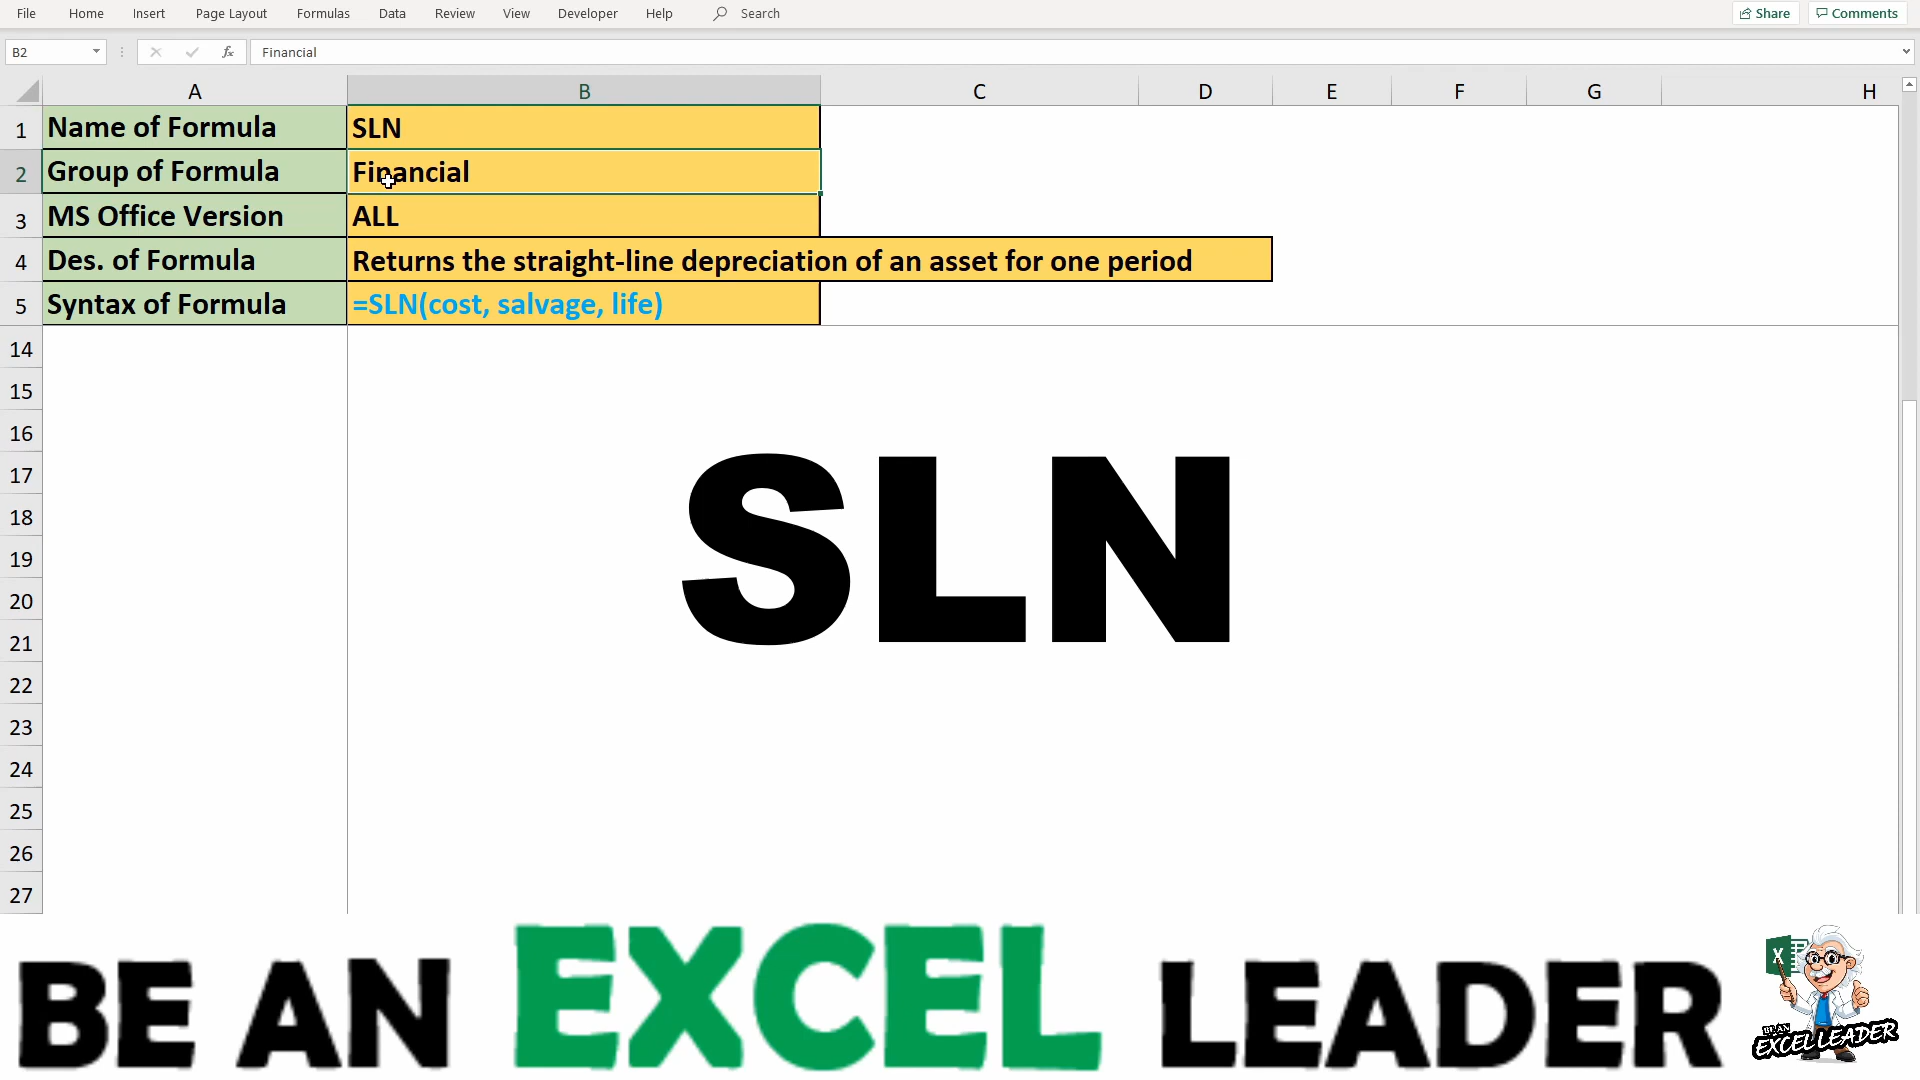 File Home Insert Page Layout Formulas Data Review View Developer Help Search Share Comments
B2 fx Financial
A B C D E F G H
1 Name of Formula SLN
2 Group of Formula Financial
3 MS Office Version ALL
4 Des. of Formula Returns the straight-line depreciation of an asset for one period
5 Syntax of Formula =SLN(cost, salvage, life)
14
15
16
17
18
19
20
21
22
23
24
25
26
27
SLN
BE AN EXCEL LEADER
X
BE AN
EXCEL LEADER